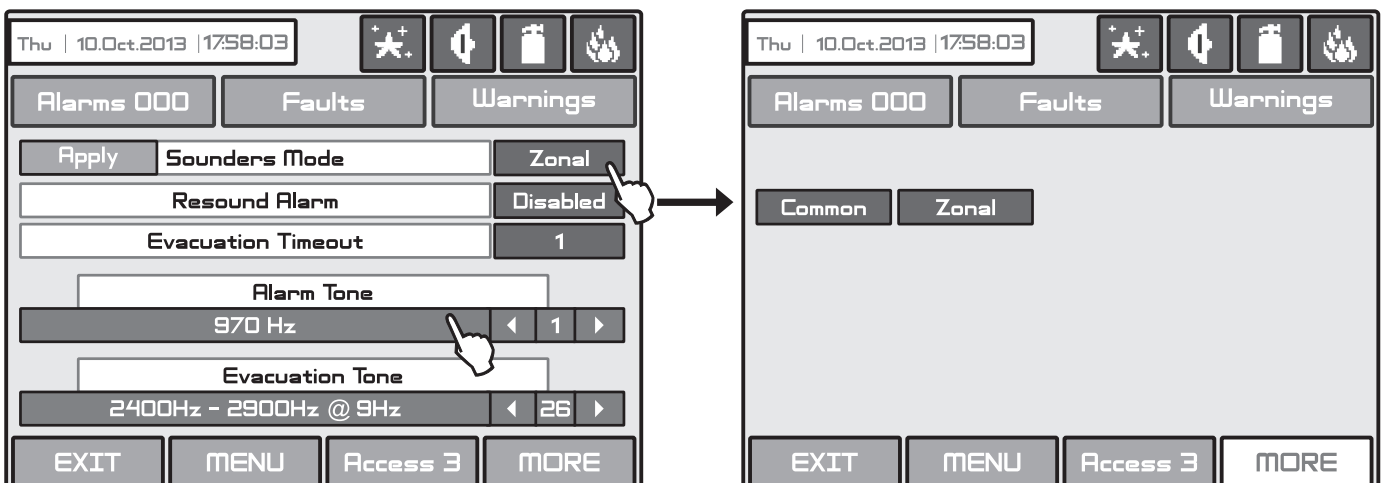 Thu | 10.Oct.2013 | 17:58:03
Alarms 000 Faults Warnings
Apply Sounders Mode Zonal
Resound Alarm Disabled
Evacuation Timeout 1
Alarm Tone
970 Hz 1
Evacuation Tone
2400Hz - 2900Hz @ 9Hz 26
EXIT MENU Access 3 MORE
Thu | 10.Oct.2013 | 17:58:03
Alarms 000 Faults Warnings
Common Zonal
EXIT MENU Access 3 MORE